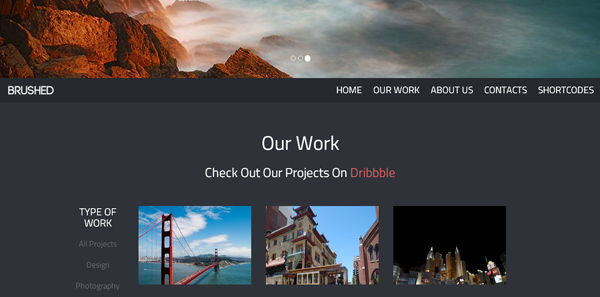 BRUSHED
HOME OUR WORK ABOUT US CONTACTS SHORTCODES
Our Work
Check Out Our Projects On Dribbble
TYPE OF
WORK
All Projects
Design
Photography